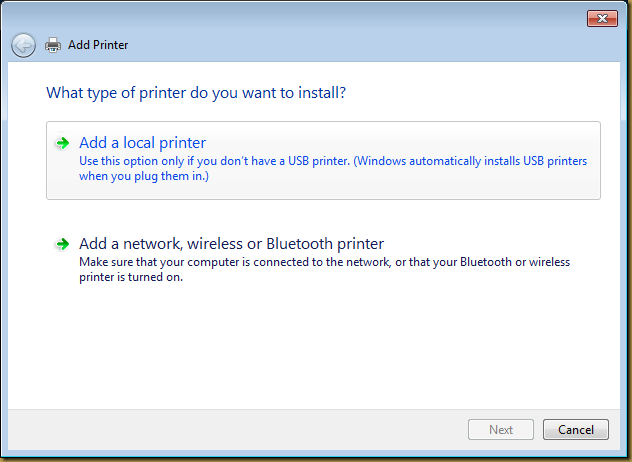 Add Printer
What type of printer do you want to install?
Add a local printer
Use this option only if you don't have a USB printer. (Windows automatically installs USB printers
when you plug them in.)
Add a network, wireless or Bluetooth printer
Make sure that your computer is connected to the network, or that your Bluetooth or wireless
printer is turned on.
Next
Cancel